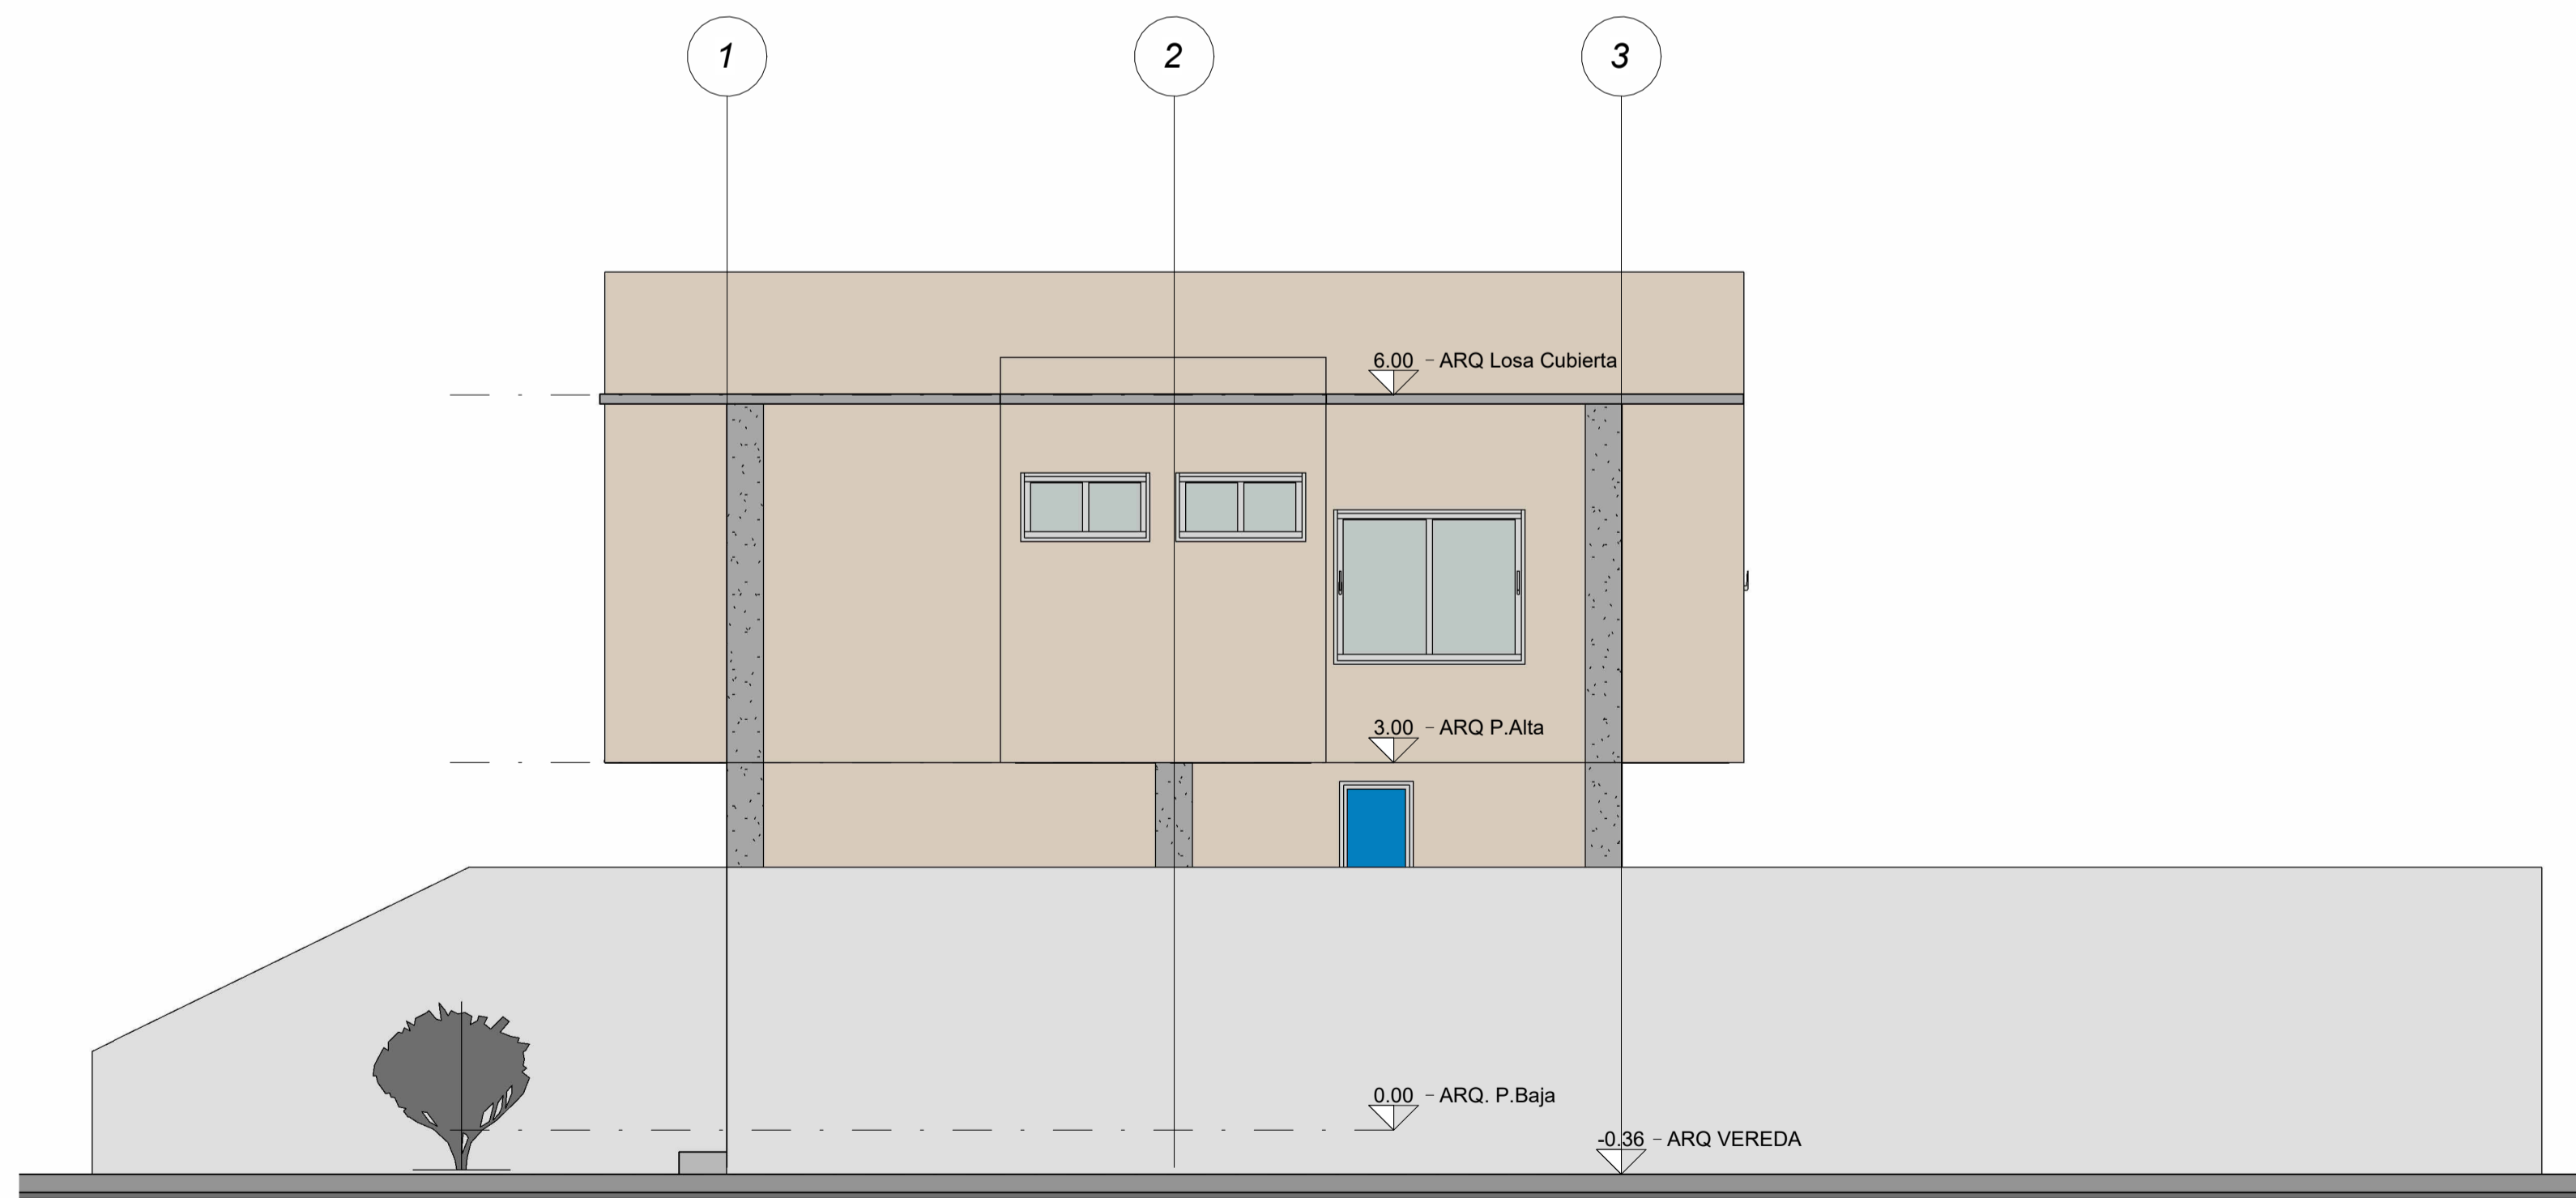 1
2
3
6.00 - ARQ Losa Cubierta
3.00 - ARQ P.Alta
0.00 - ARQ. P.Baja
-0.36 - ARQ VEREDA